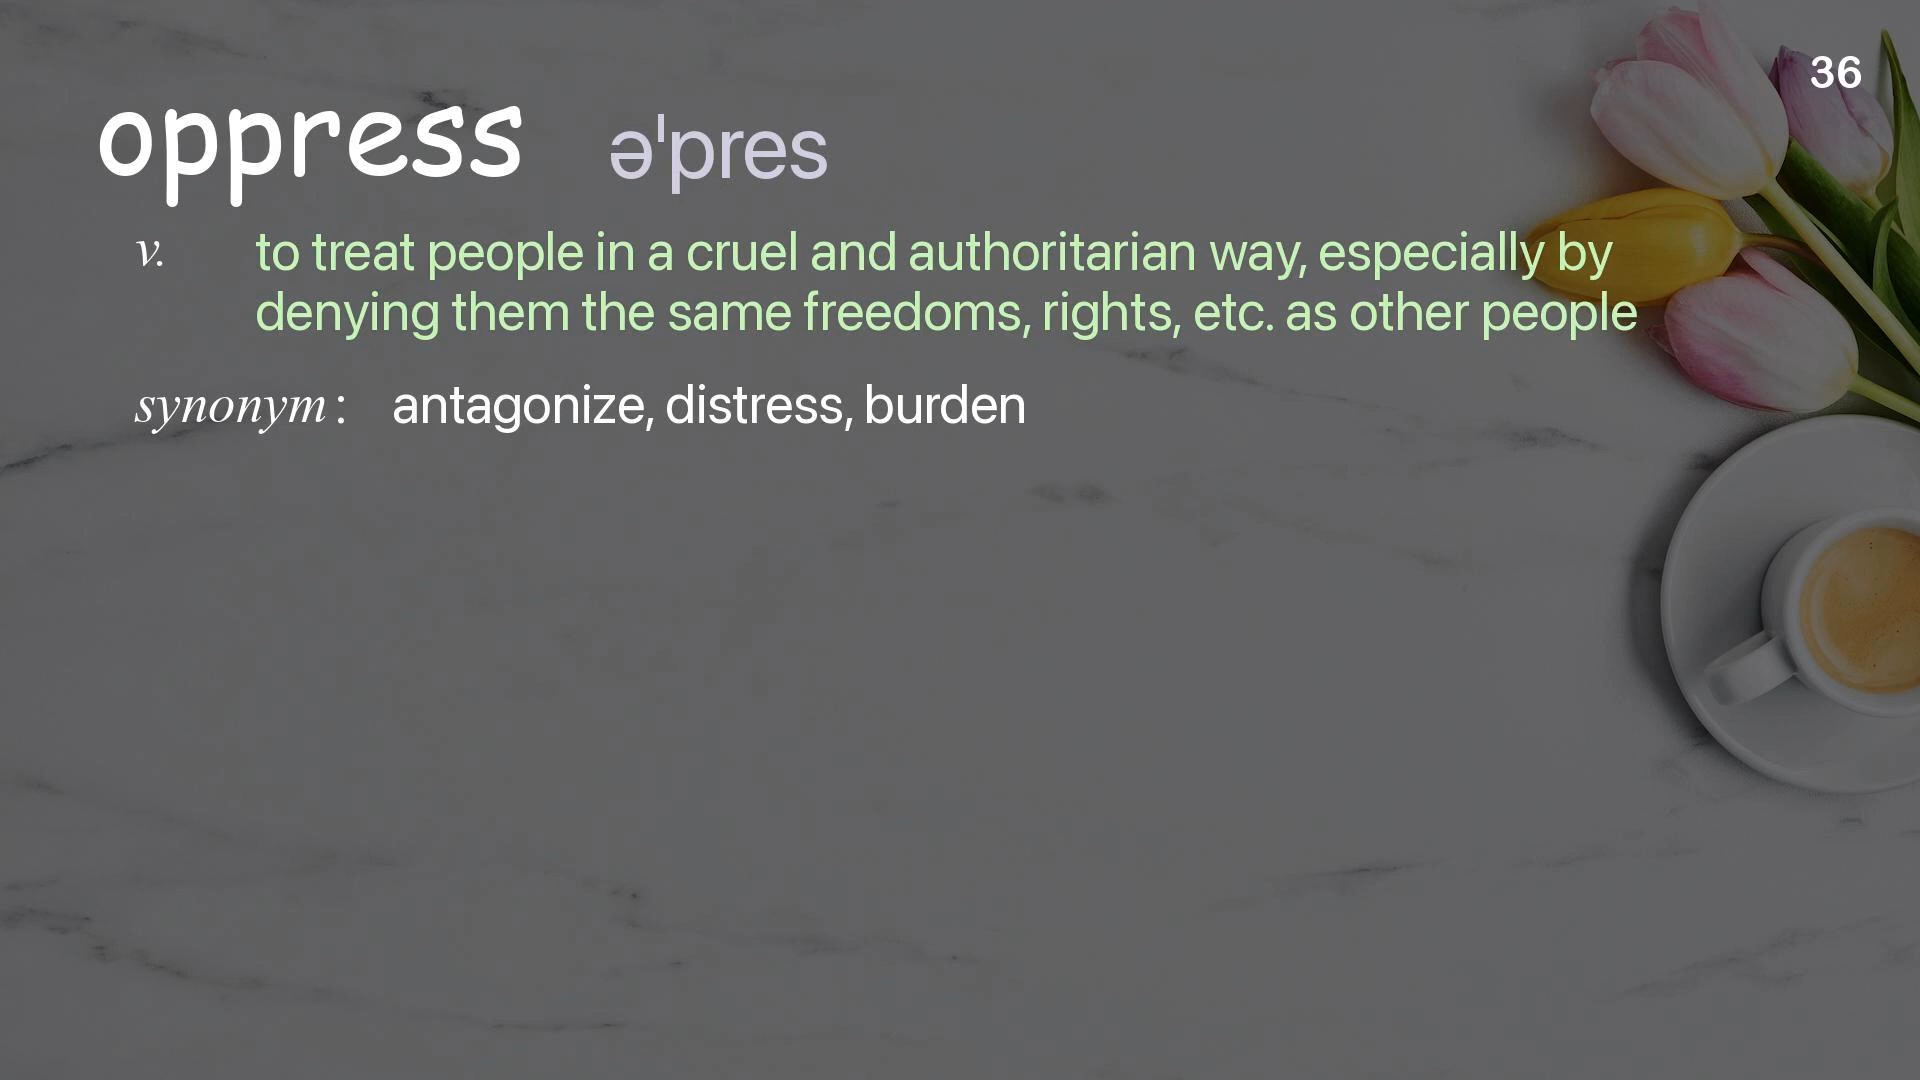 36
oppress əˈpres
v. to treat people in a cruel and authoritarian way, especially by
denying them the same freedoms, rights, etc. as other people
synonym: antagonize, distress, burden